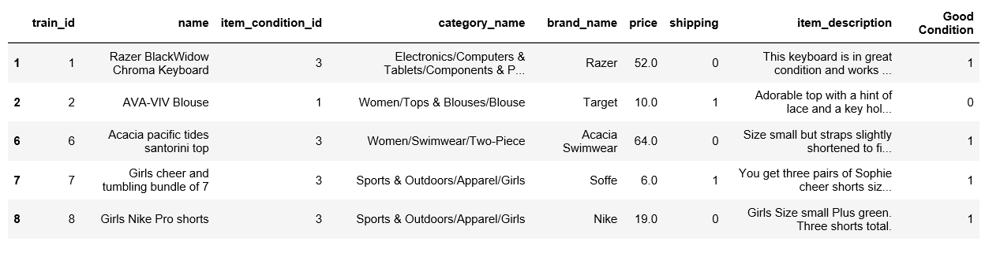 train_id name item_condition_id category_name brand_name price shipping item_description Good
Condition
1 1 Razer BlackWidow 3 Electronics/Computers & Razer 52.0 0 This keyboard is in great 1
Chroma Keyboard Tablets/Components & P... condition and works ...
2 2 AVA-VIV Blouse 1 Women/Tops & Blouses/Blouse Target 10.0 1 Adorable top with a hint of 0
lace and a key hol...
6 6 Acacia pacific tides 3 Women/Swimwear/Two-Piece Acacia 64.0 0 Size small but straps slightly 1
santorini top Swimwear shortened to fi...
7 7 Girls cheer and 3 Sports & Outdoors/Apparel/Girls Soffe 6.0 1 You get three pairs of Sophie 1
tumbling bundle of 7 cheer shorts siz...
8 8 Girls Nike Pro shorts 3 Sports & Outdoors/Apparel/Girls Nike 19.0 0 Girls Size small Plus green. 1
Three shorts total.